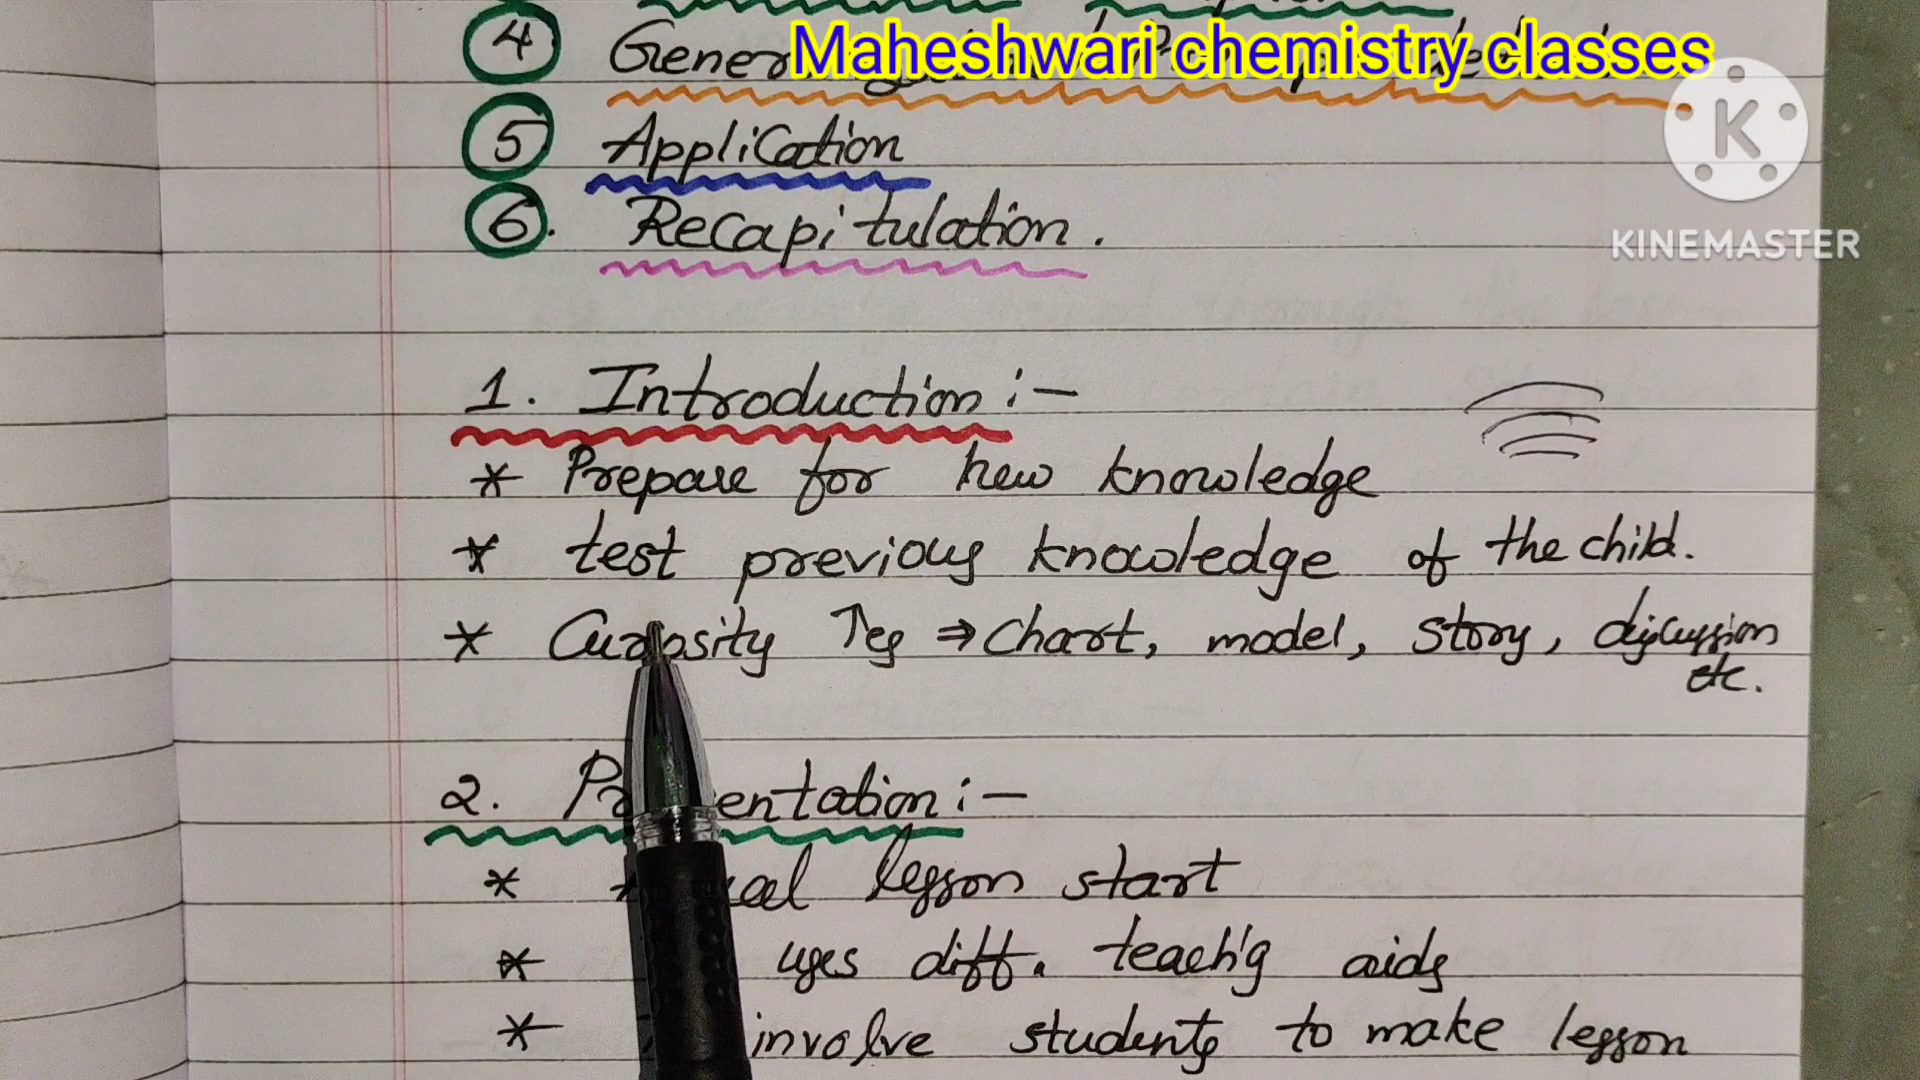 Maheshwari chemistry classes
4
5 Application
6. Recapitulation.
KINEMASTER
1. Introduction :-
* Prepare for new knowledge
* test previous knowledge of the child.
* Curiosity ↑es ⇒ Chart, model, Story, discussion
etc.
2. Presentation :-
* lesson start
* uses diff. teach'g aids
* involve students to make lesson